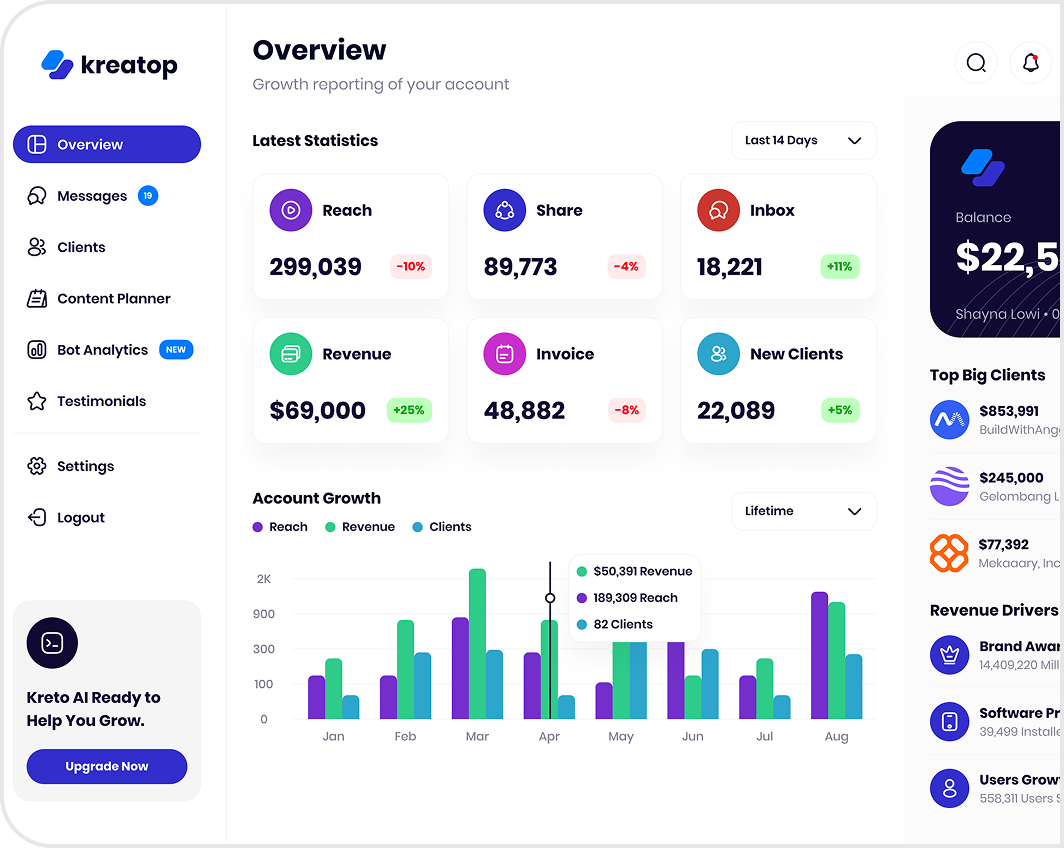 kreatop
Overview
Messages 19
Clients
Content Planner
Bot Analytics NEW
Testimonials
Settings
Logout
Kreto AI Ready to
Help You Grow.
Upgrade Now
Overview
Growth reporting of your account
Latest Statistics
Last 14 Days
Reach
299,039 -10%
Share
89,773 -4%
Inbox
18,221 +11%
Revenue
$69,000 +25%
Invoice
48,882 -8%
New Clients
22,089 +5%
Account Growth
Lifetime
Reach Revenue Clients
2K
900
300
100
0
$50,391 Revenue
189,309 Reach
82 Clients
Jan Feb Mar Apr May Jun Jul Aug
Balance
$22,5
Shayna Lowi • 0
Top Big Clients
$853,991
BuildWithAnge
$245,000
Gelombang L
$77,392
Mekaaary, Inc
Revenue Drivers
Brand Awar
14,409,220 Mill
Software Pr
39,499 Installe
Users Grow
558,311 Users S